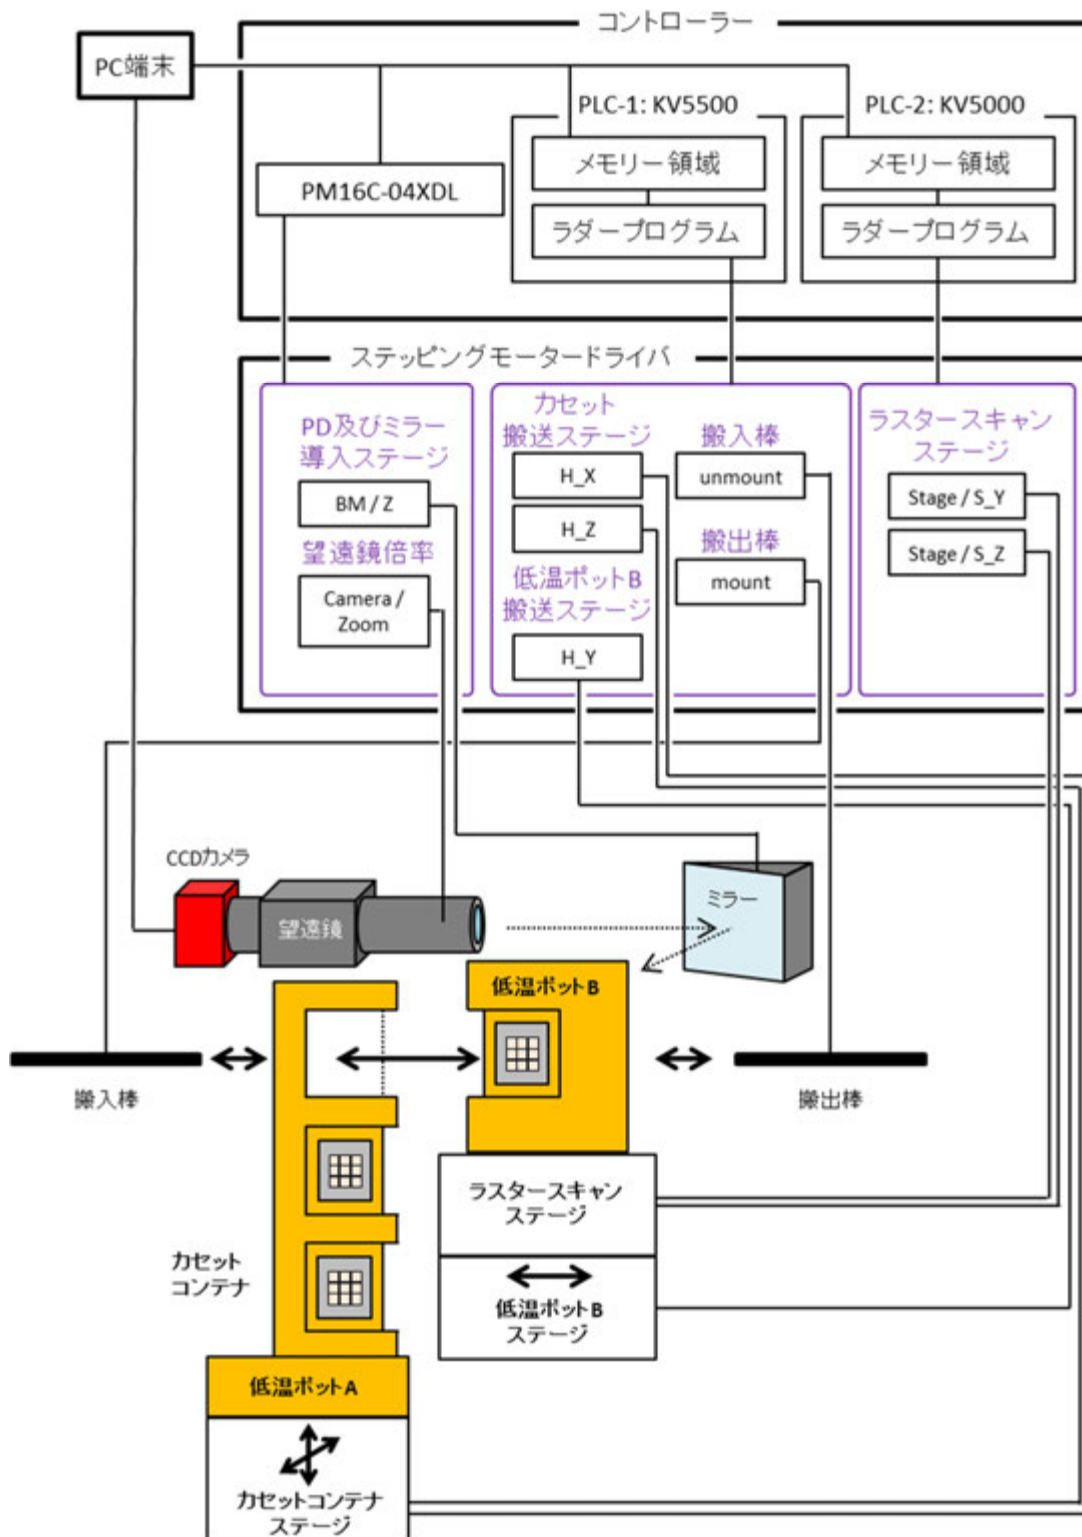 コントローラー
PC端末
PLC-1: KV5500
PLC-2: KV5000
メモリー領域
メモリー領域
PM16C-04XDL
ラダープログラム
ラダープログラム
ステッピングモータードライバ
PD及びミラー
導入ステージ
BM / Z
望遠鏡倍率
Camera /
Zoom
カセット
搬送ステージ
H_X
H_Z
低温ポットB
搬送ステージ
H_Y
搬入棒
unmount
搬出棒
mount
ラスタースキャン
ステージ
Stage / S_Y
Stage / S_Z
CCDカメラ
望遠鏡
ミラー
低温ポットB
搬入棒
搬出棒
ラスタースキャン
ステージ
カセット
コンテナ
低温ポットB
ステージ
低温ポットA
カセットコンテナ
ステージ